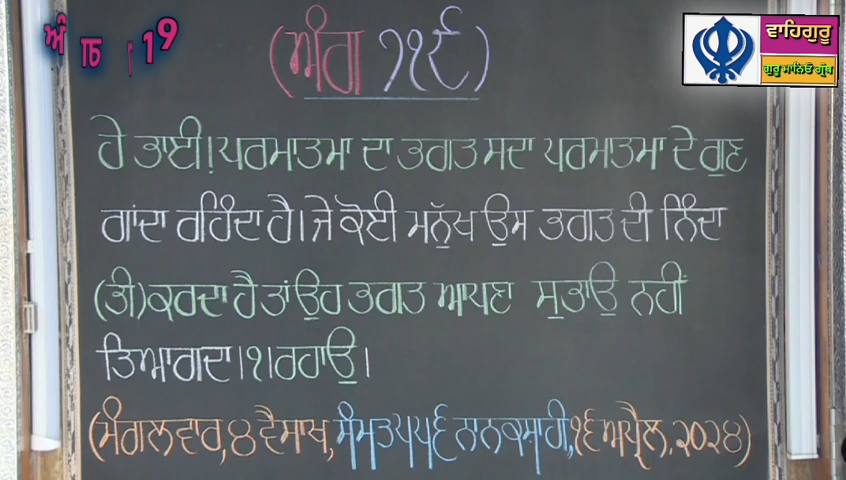 ਵਾਹਿਗੁਰੂ
ਗੁਰੂ ਮਾਨਿਓ ਗ੍ਰੰਥ
(ਅੰਗ ੭੧੯)
ਹੇ ਭਾਈ! ਪਰਮਾਤਮਾ ਦਾ ਭਗਤ ਸਦਾ ਪਰਮਾਤਮਾ ਦੇ ਗੁਣ
ਗਾਂਦਾ ਰਹਿੰਦਾ ਹੈ। ਜੇ ਕੋਈ ਮਨੁੱਖ ਉਸ ਭਗਤ ਦੀ ਨਿੰਦਾ
(ਭੀ) ਕਰਦਾ ਹੈ ਤਾਂ ਉਹ ਭਗਤ ਆਪਣਾ ਸੁਭਾਉ ਨਹੀਂ
ਤਿਆਗਦਾ।੧।ਰਹਾਉ।
(ਮੰਗਲਵਾਰ, ੪ ਵੈਸਾਖ, ਸੰਮਤ ੫੫੬ ਨਾਨਕਸਾਹੀ, ੧੬ ਅਪ੍ਰੈਲ, ੨੦੨੪)